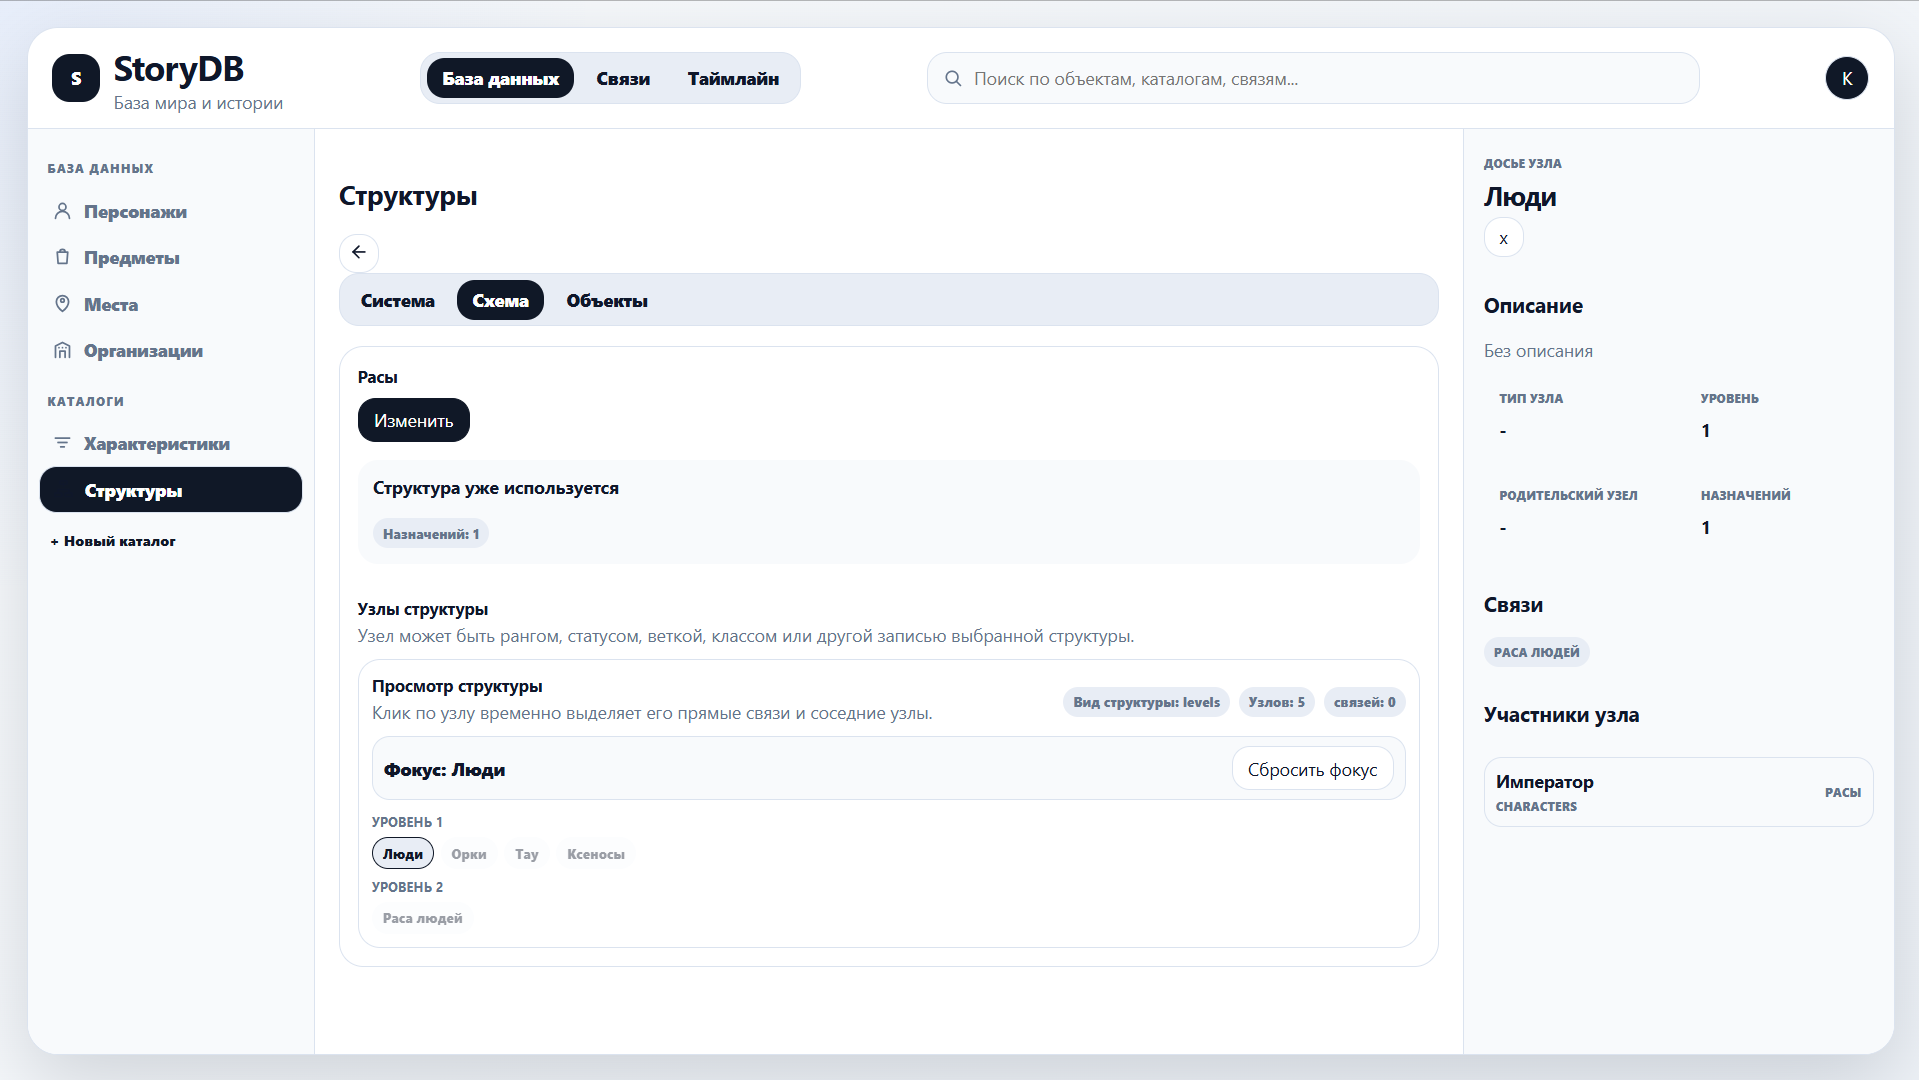 S
StoryDB
База мира и истории
База данных
Связи
Таймлайн
Поиск по объектам, каталогам, связям...
K
БАЗА ДАННЫХ
Персонажи
Предметы
Места
Организации
КАТАЛОГИ
Характеристики
Структуры
+ Новый каталог
Структуры
Система
Схема
Объекты
Расы
Изменить
Структура уже используется
Назначений: 1
Узлы структуры
Узел может быть рангом, статусом, веткой, классом или другой записью выбранной структуры.
Просмотр структуры
Клик по узлу временно выделяет его прямые связи и соседние узлы.
Вид структуры: levels
Узлов: 5
связей: 0
Фокус: Люди
Сбросить фокус
УРОВЕНЬ 1
Люди
Орки
Тау
Ксеносы
УРОВЕНЬ 2
Раса людей
ДОСЬЕ УЗЛА
Люди
x
Описание
Без описания
ТИП УЗЛА
-
УРОВЕНЬ
1
РОДИТЕЛЬСКИЙ УЗЕЛ
-
НАЗНАЧЕНИЙ
1
Связи
РАСА ЛЮДЕЙ
Участники узла
Император
CHARACTERS
РАСЫ